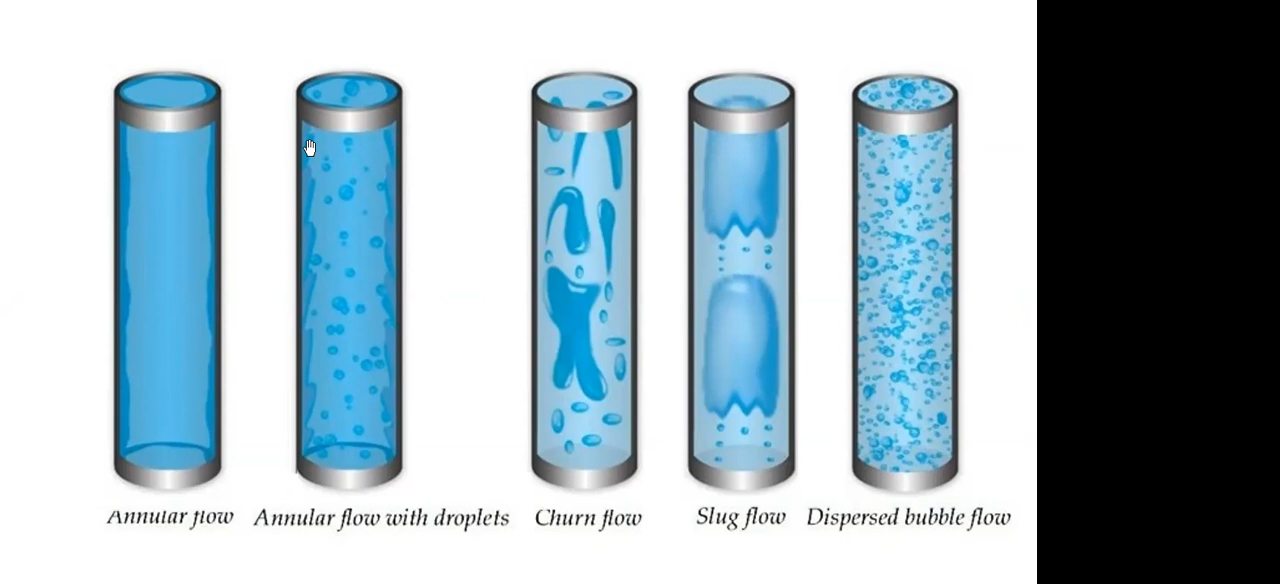 Annular flow
Annular flow with droplets
Churn flow
Slug flow
Dispersed bubble flow